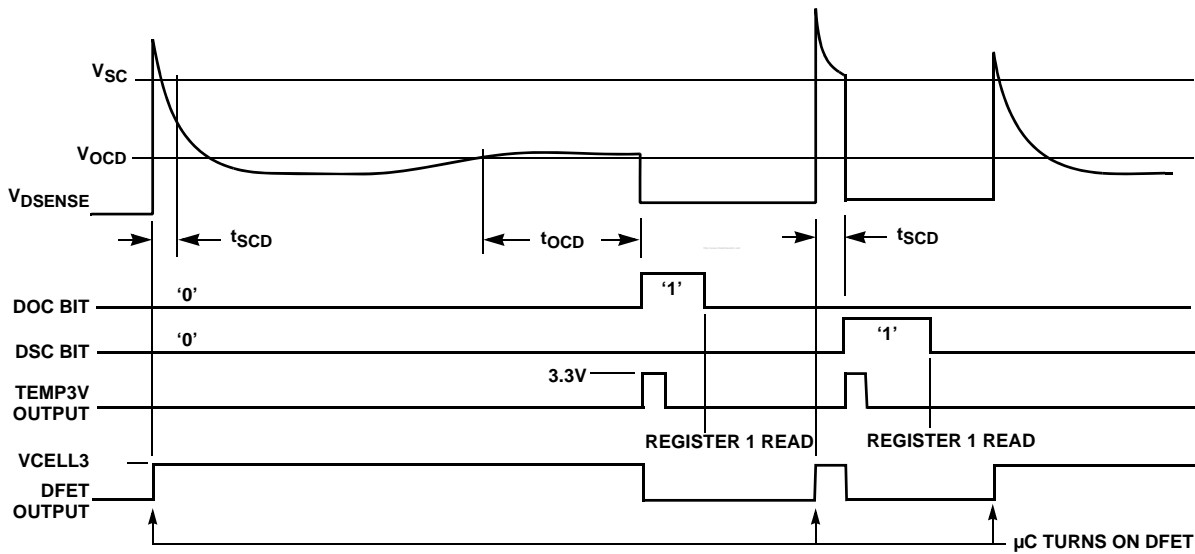 VSC
VOCD
VDSENSE
tSCD
tOCD
tSCD
DOC BIT
‘0’
‘1’
DSC BIT
‘0’
‘1’
3.3V
TEMP3V
OUTPUT
REGISTER 1 READ
REGISTER 1 READ
VCELL3
DFET
OUTPUT
µC TURNS ON DFET